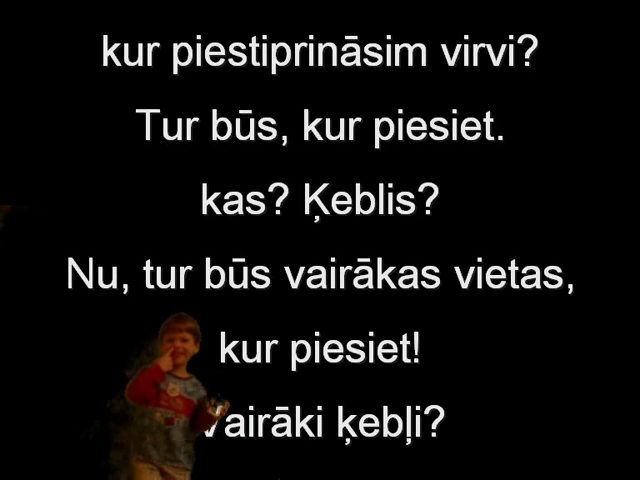 kur piestiprināsim virvi?
Tur būs, kur piesiet.
kas? Ķeblis?
Nu, tur būs vairākas vietas,
kur piesiet!
Vairāki ķebļi?